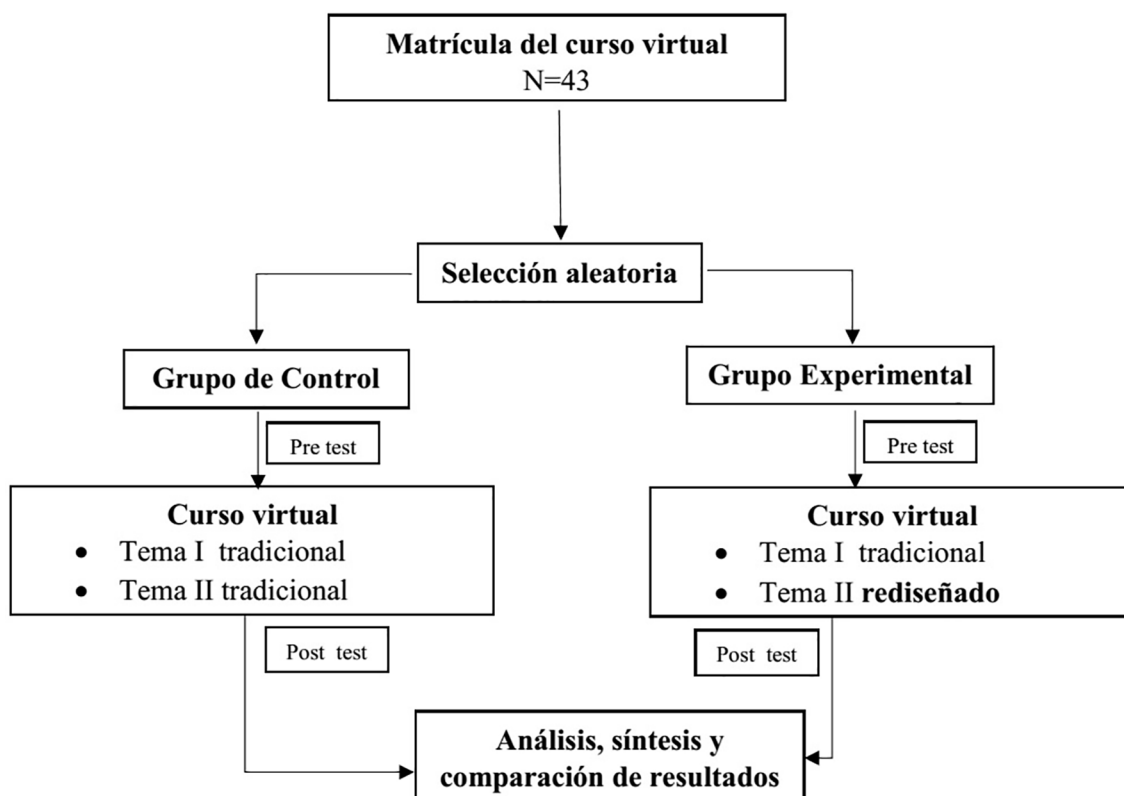 Matrícula del curso virtual
N=43
Selección aleatoria
Grupo de Control
Grupo Experimental
Pre test
Pre test
Curso virtual
• Tema I tradicional
• Tema II tradicional
Curso virtual
• Tema I tradicional
• Tema II rediseñado
Post test
Post test
Análisis, síntesis y
comparación de resultados